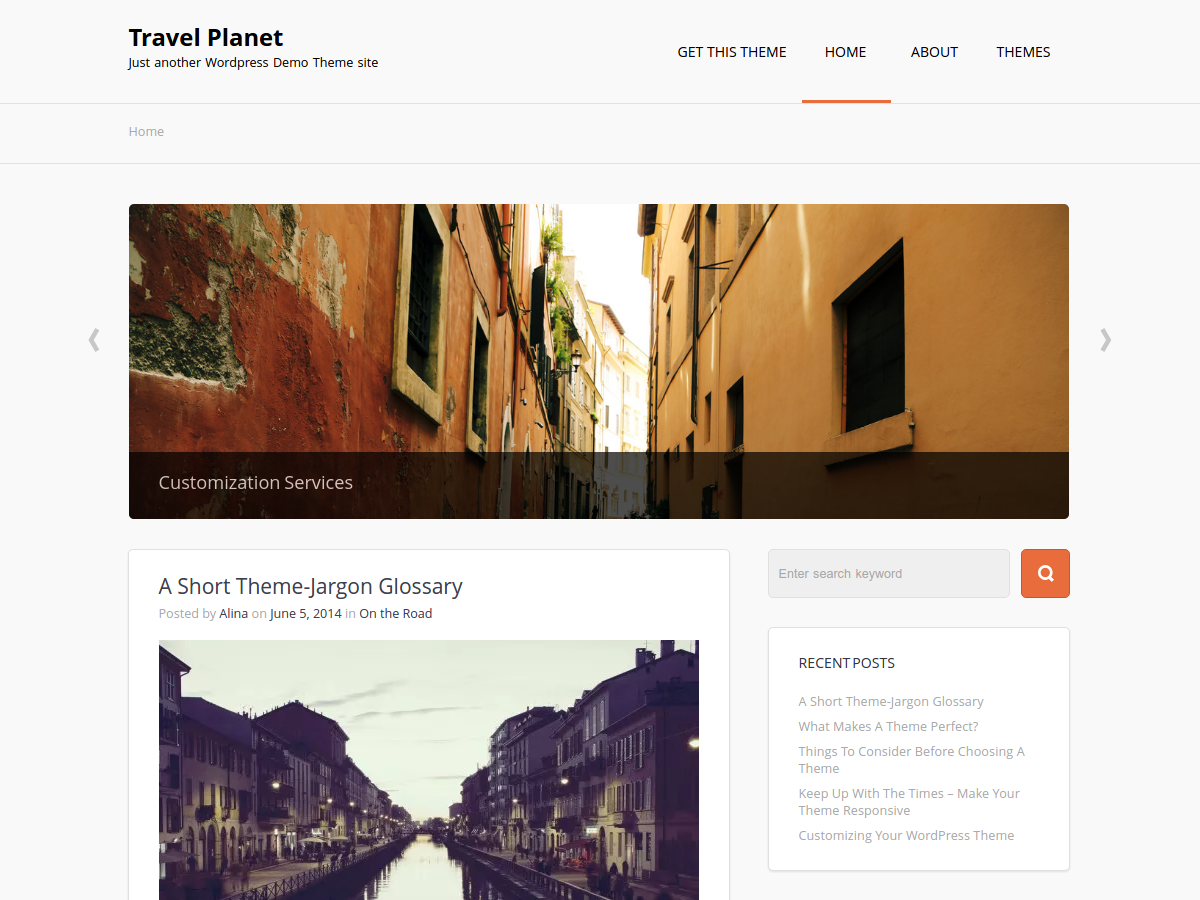 Travel Planet
Just another Wordpress Demo Theme site
GET THIS THEME
HOME
ABOUT
THEMES
Home
Customization Services
A Short Theme-Jargon Glossary
Posted by Alina on June 5, 2014 in On the Road
Enter search keyword
RECENT POSTS
A Short Theme-Jargon Glossary
What Makes A Theme Perfect?
Things To Consider Before Choosing A
Theme
Keep Up With The Times – Make Your
Theme Responsive
Customizing Your WordPress Theme